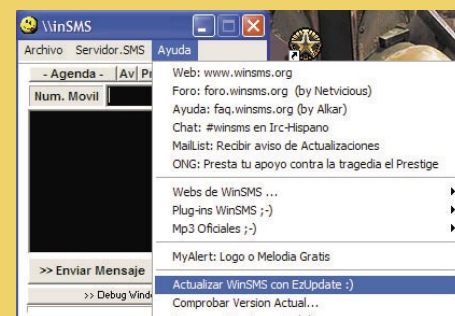 \\inSMS
Archivo Servidor.SMS Ayuda
- Agenda - Av
Num. Movil
>> Enviar Mensaje
>> Debug
Web: www.winsms.org
Foro: foro.winsms.org (by Netvicious)
Ayuda: faq.winsms.org (by Alkar)
Chat: #winsms en Irc-Hispano
MailList: Recibir aviso de Actualizaciones
ONG: Presta tu apoyo contra la tragedia el Prestige
Webs de WinSMS ...
Plug-ins WinSMS ;-)
Mp3 Oficiales ;-)
MyAlert: Logo o Melodia Gratis
Actualizar WinSMS con EzUpdate :)
Comprobar Version Actual...